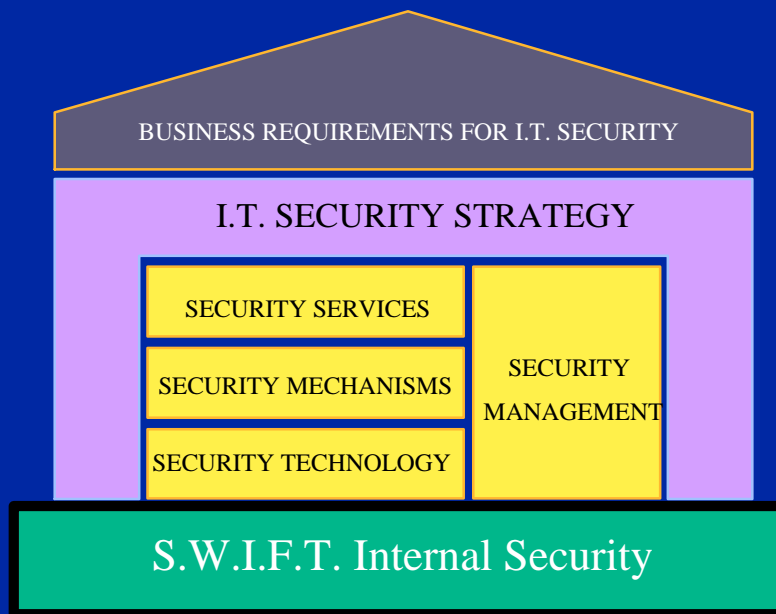 BUSINESS REQUIREMENTS FOR I.T. SECURITY
I.T. SECURITY STRATEGY
SECURITY SERVICES
SECURITY MECHANISMS
SECURITY TECHNOLOGY
SECURITY
MANAGEMENT
S.W.I.F.T. Internal Security